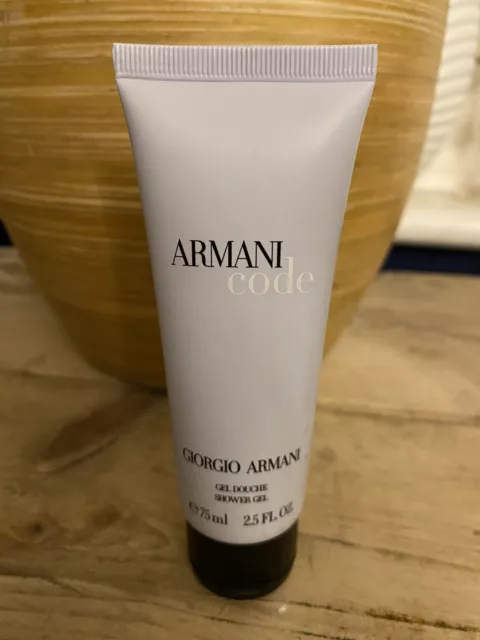 ARMANI
code
GIORGIO ARMANI
GEL DOUCHE
SHOWER GEL
℮ 75 ml 2.5 FL. OZ.